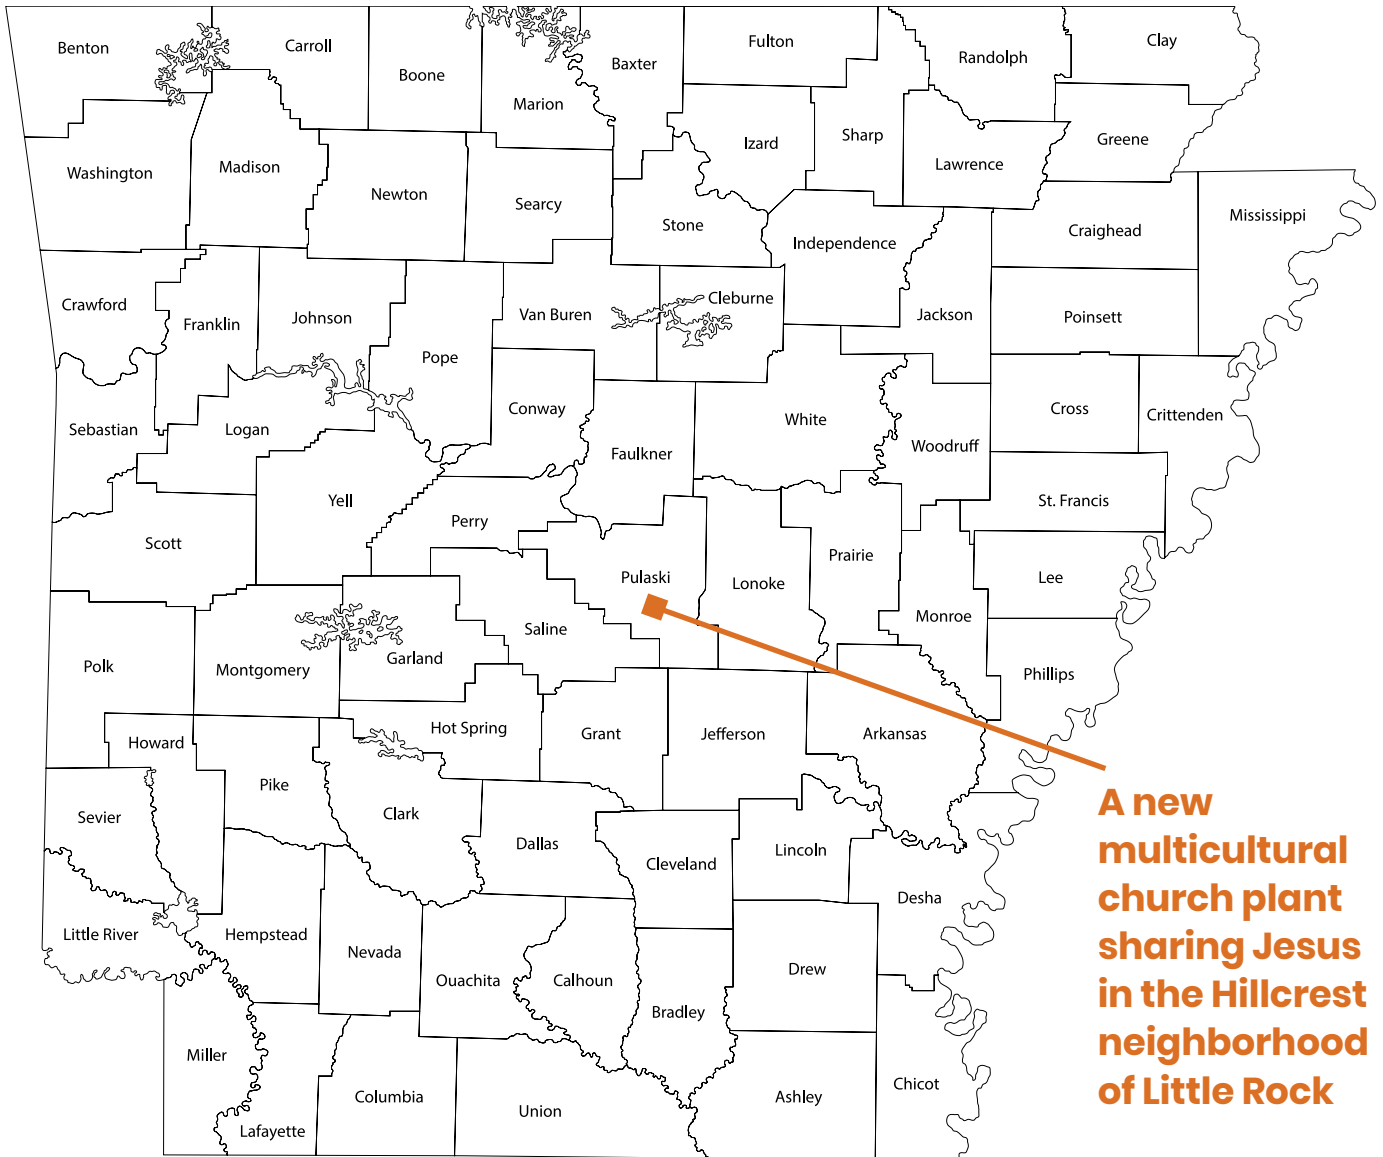 Benton
Carroll
Boone
Marion
Baxter
Fulton
Randolph
Clay
Washington
Madison
Newton
Searcy
Stone
Izard
Sharp
Lawrence
Greene
Independence
Craighead
Mississippi
Crawford
Franklin
Johnson
Pope
Van Buren
Cleburne
Jackson
Poinsett
Sebastian
Logan
Conway
Faulkner
White
Woodruff
Cross
Crittenden
Scott
Yell
Perry
Pulaski
Lonoke
Prairie
St. Francis
Lee
Monroe
Phillips
Polk
Montgomery
Garland
Saline
Hot Spring
Grant
Jefferson
Arkansas
Howard
Pike
Clark
Sevier
Dallas
Cleveland
Lincoln
Desha
Little River
Hempstead
Nevada
Ouachita
Calhoun
Bradley
Drew
Miller
Lafayette
Columbia
Union
Ashley
Chicot
A new
multicultural
church plant
sharing Jesus
in the Hillcrest
neighborhood
of Little Rock